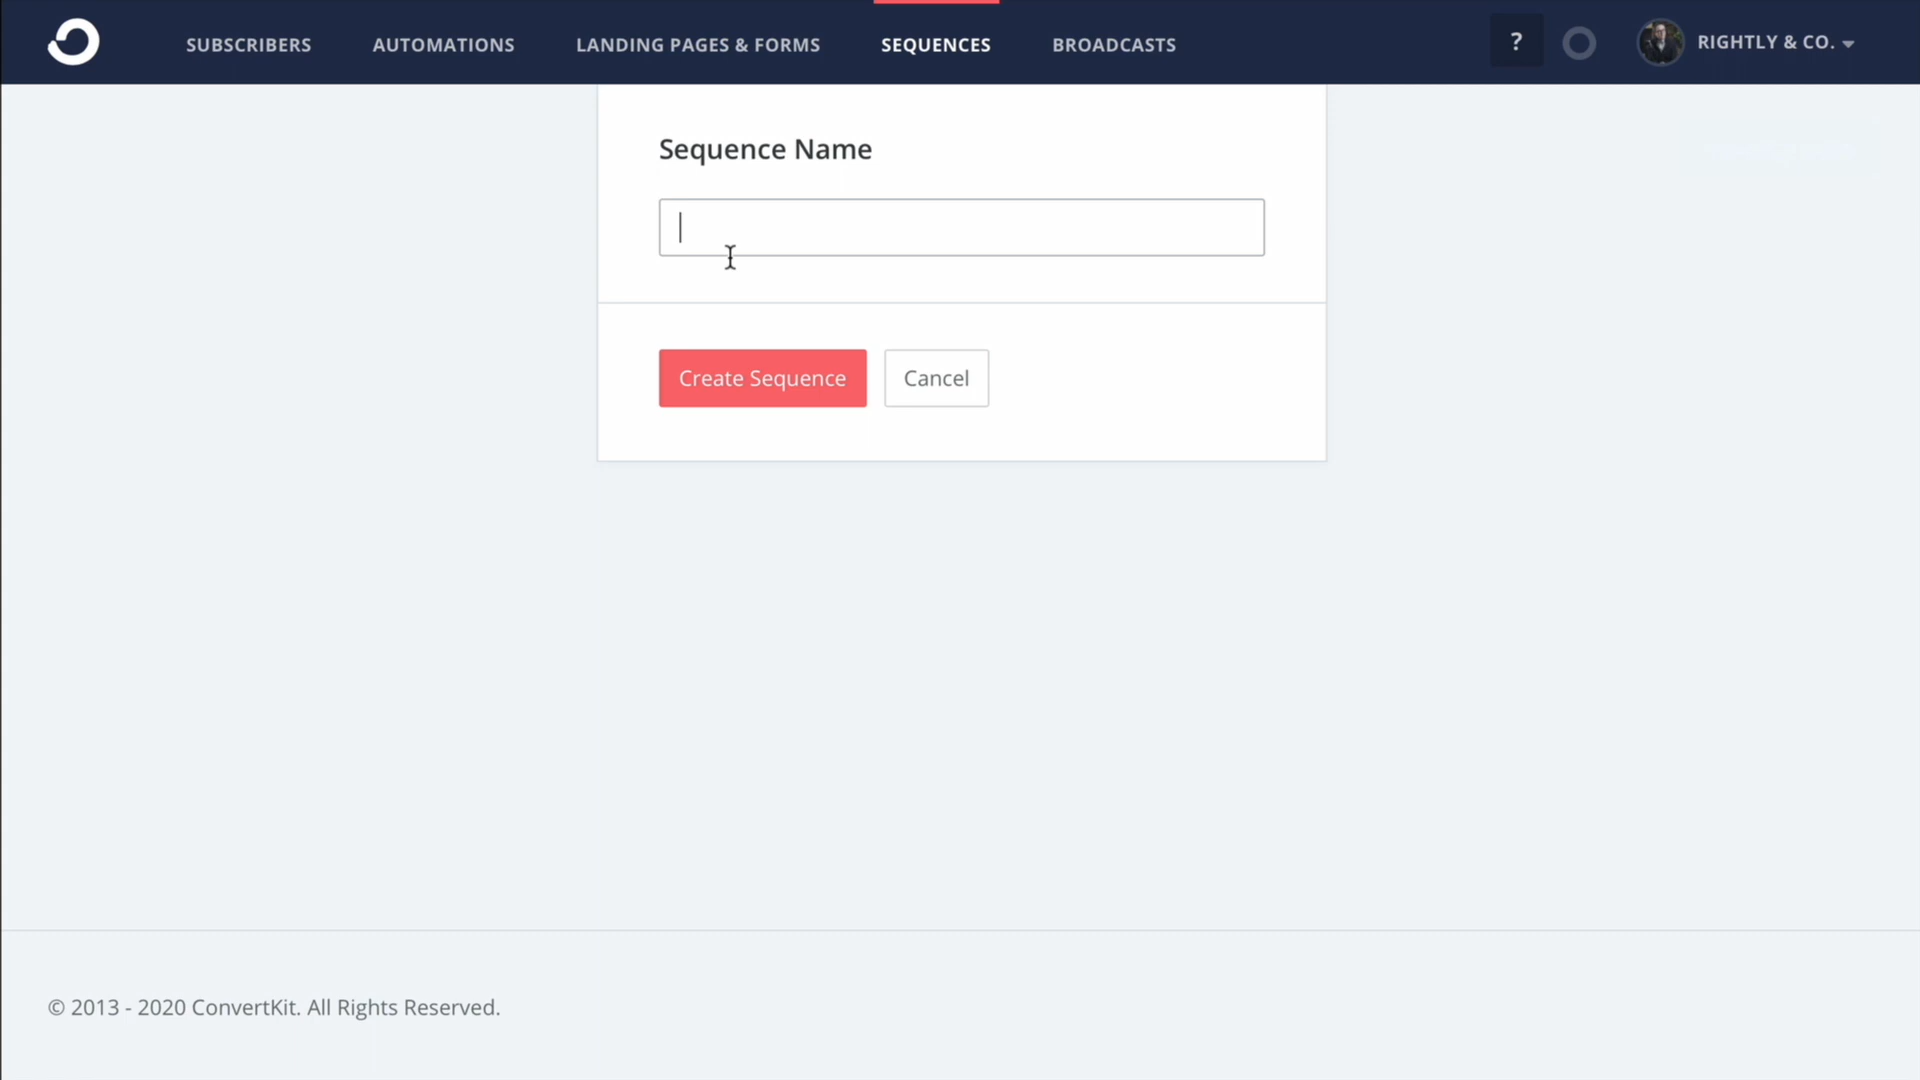 SUBSCRIBERS AUTOMATIONS LANDING PAGES & FORMS SEQUENCES BROADCASTS ? RIGHTLY & CO.
Sequence Name
Create Sequence Cancel
© 2013 - 2020 ConvertKit. All Rights Reserved.